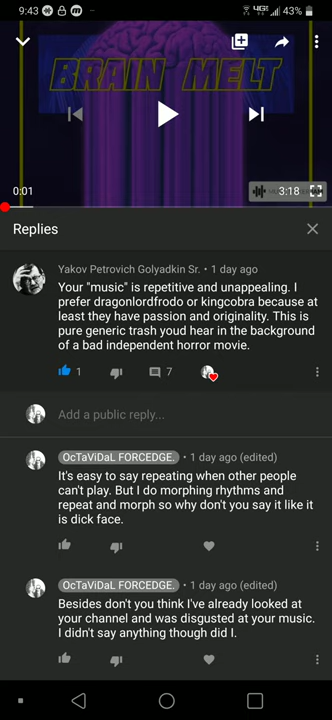 9:43
43%
BRAIN MELT
0:01
3:18
Replies
Yakov Petrovich Golyadkin Sr. • 1 day ago
Your "music" is repetitive and unappealing. I
prefer dragonlordfrodo or kingcobra because at
least they have passion and originality. This is
pure generic trash youd hear in the background
of a bad independent horror movie.
1
7
Add a public reply...
OcTaViDaL FORCEDGE. • 1 day ago (edited)
It's easy to say repeating when other people
can't play. But I do morphing rhythms and
repeat and morph so why don't you say it like it
is dick face.
OcTaViDaL FORCEDGE. • 1 day ago (edited)
Besides don't you think I've already looked at
your channel and was disgusted at your music.
I didn't say anything though did I.